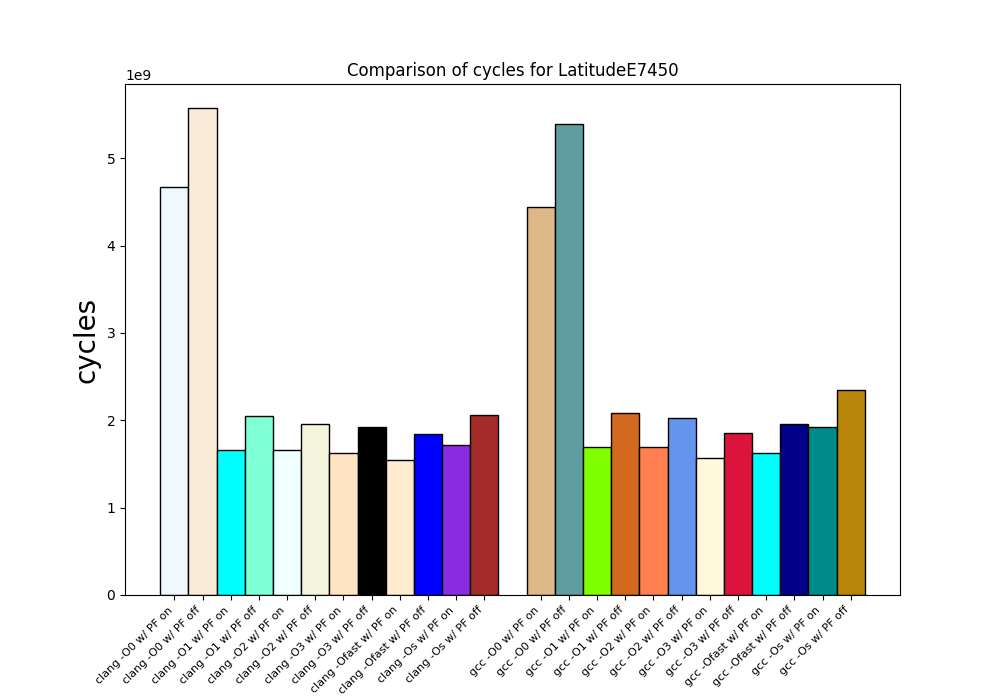 Comparison of cycles for LatitudeE7450
1e9
5
4
3
2
1
0
cycles
clang -O0 w/ PF on
clang -O0 w/ PF off
clang -O1 w/ PF on
clang -O1 w/ PF off
clang -O2 w/ PF on
clang -O2 w/ PF off
clang -O3 w/ PF on
clang -O3 w/ PF off
clang -Ofast w/ PF on
clang -Ofast w/ PF off
clang -Os w/ PF on
clang -Os w/ PF off
gcc -O0 w/ PF on
gcc -O0 w/ PF off
gcc -O1 w/ PF on
gcc -O1 w/ PF off
gcc -O2 w/ PF on
gcc -O2 w/ PF off
gcc -O3 w/ PF on
gcc -O3 w/ PF off
gcc -Ofast w/ PF on
gcc -Ofast w/ PF off
gcc -Os w/ PF on
gcc -Os w/ PF off